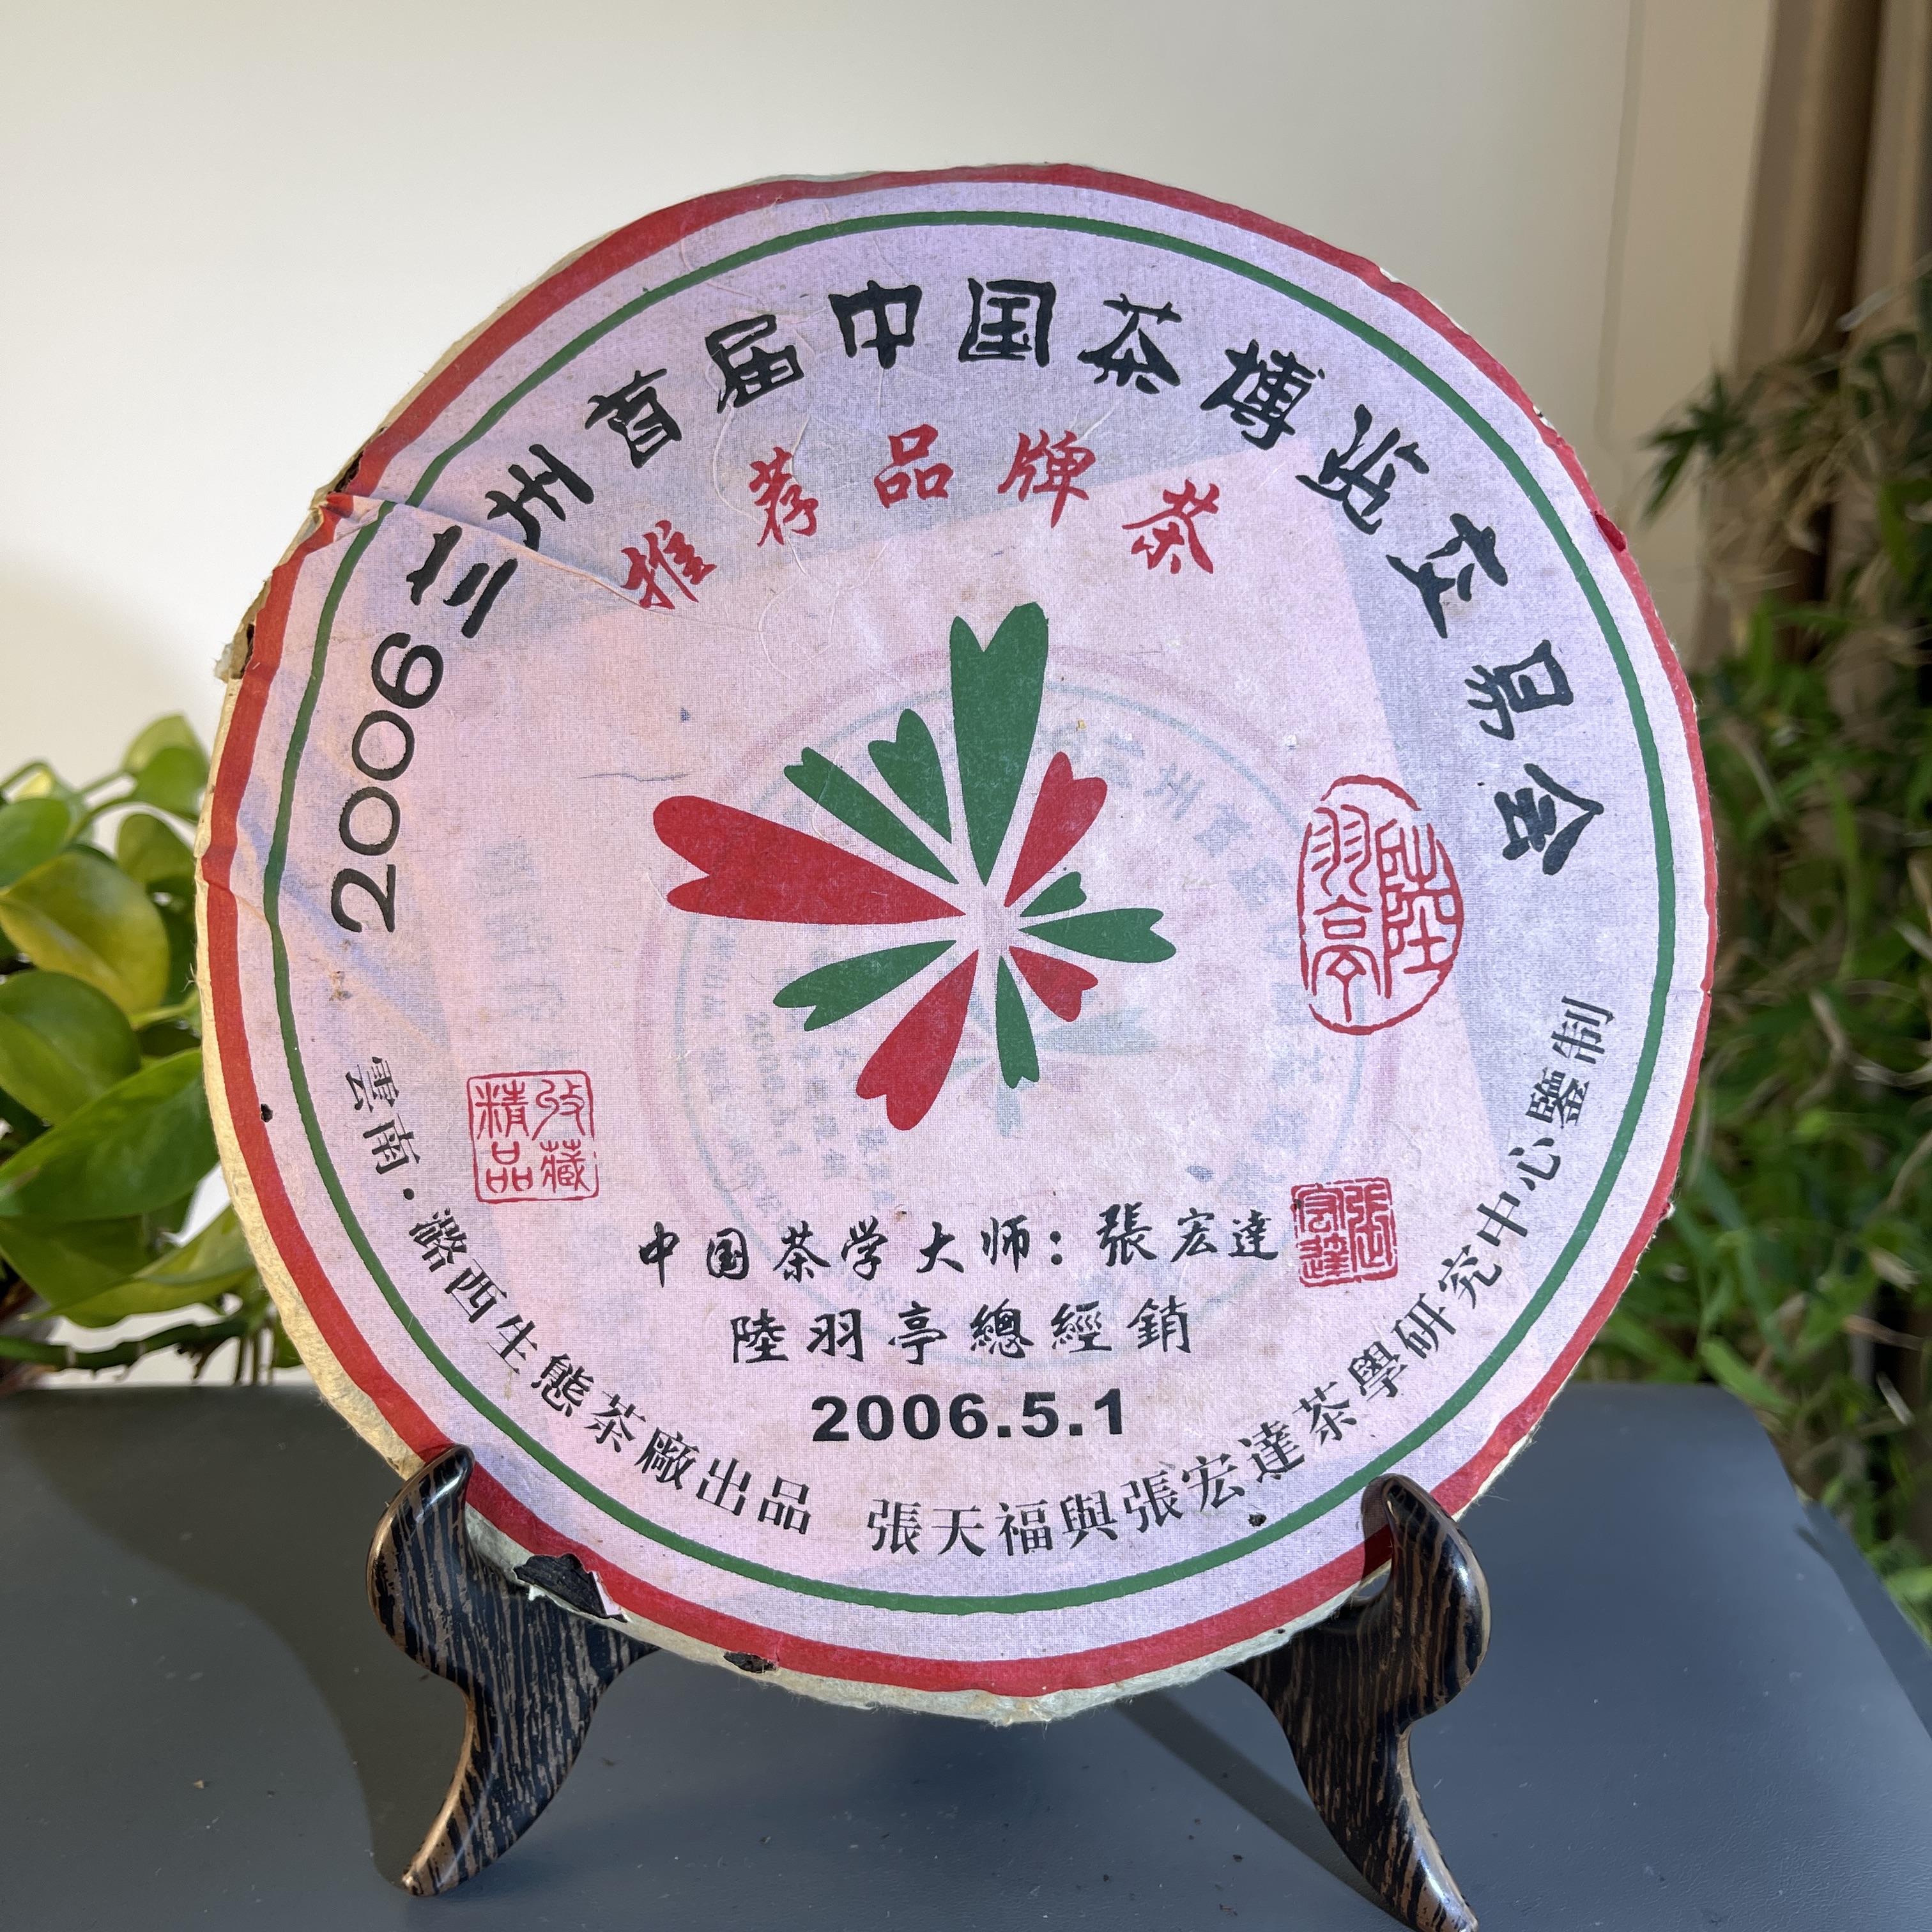 2006兰州首届中国茶博览交易会
推荐品牌茶
陸羽亭
收藏精品
中国茶学大师：張宏達
張宏達
陸羽亭總經銷
2006.5.1
雲南·潞西生態茶廠出品 張天福與張宏達茶學研究中心鑒制